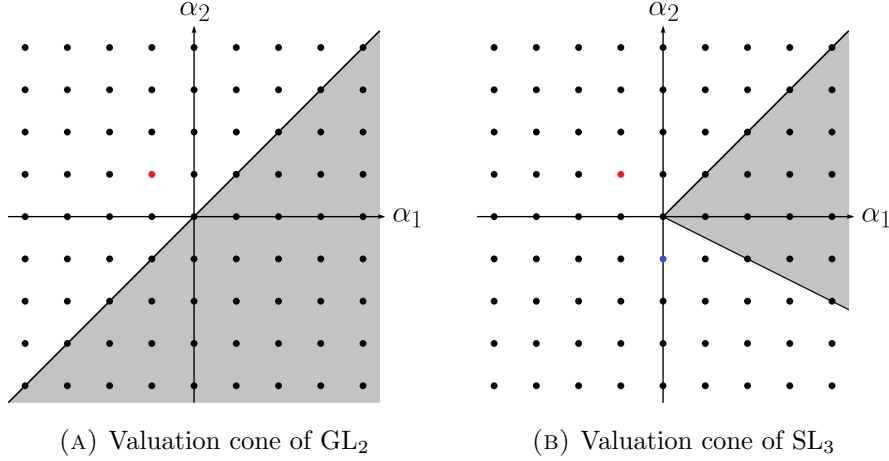 α₂
α₂
α₁
α₁
(A) Valuation cone of GL₂
(B) Valuation cone of SL₃